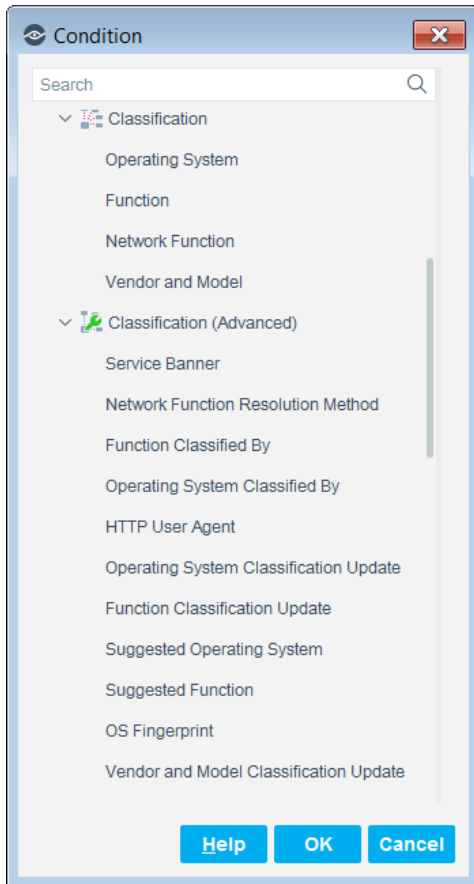 Condition
Search
Classification
Operating System
Function
Network Function
Vendor and Model
Classification (Advanced)
Service Banner
Network Function Resolution Method
Function Classified By
Operating System Classified By
HTTP User Agent
Operating System Classification Update
Function Classification Update
Suggested Operating System
Suggested Function
OS Fingerprint
Vendor and Model Classification Update
Help OK Cancel